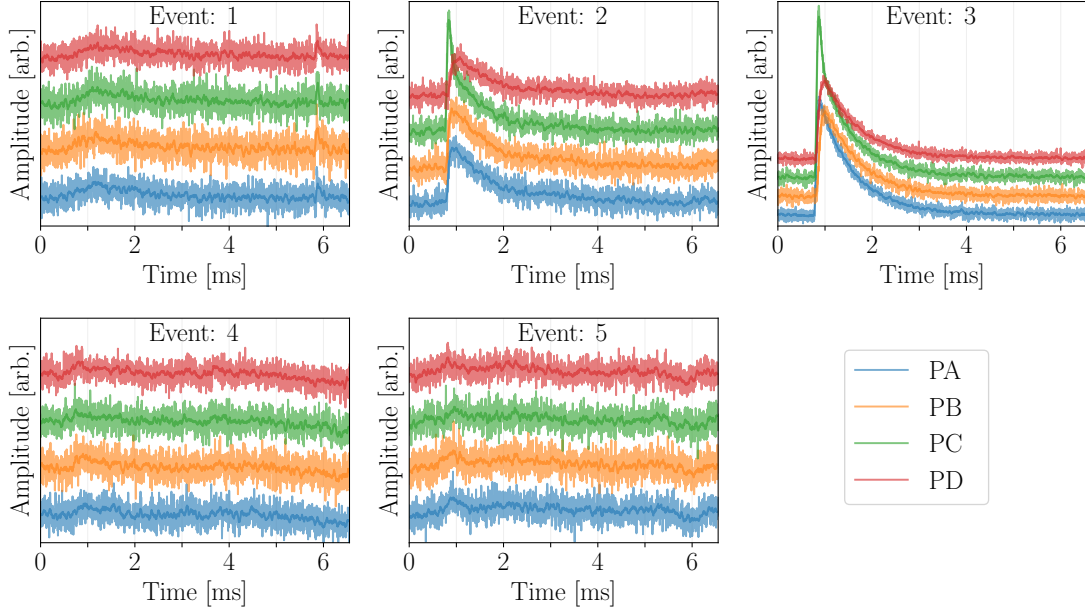 Event: 1
Event: 2
Event: 3
Amplitude [arb.]
Amplitude [arb.]
Amplitude [arb.]
0 2 4 6
0 2 4 6
0 2 4 6
Time [ms]
Time [ms]
Time [ms]
Event: 4
Event: 5
Amplitude [arb.]
Amplitude [arb.]
0 2 4 6
0 2 4 6
Time [ms]
Time [ms]
PA
PB
PC
PD